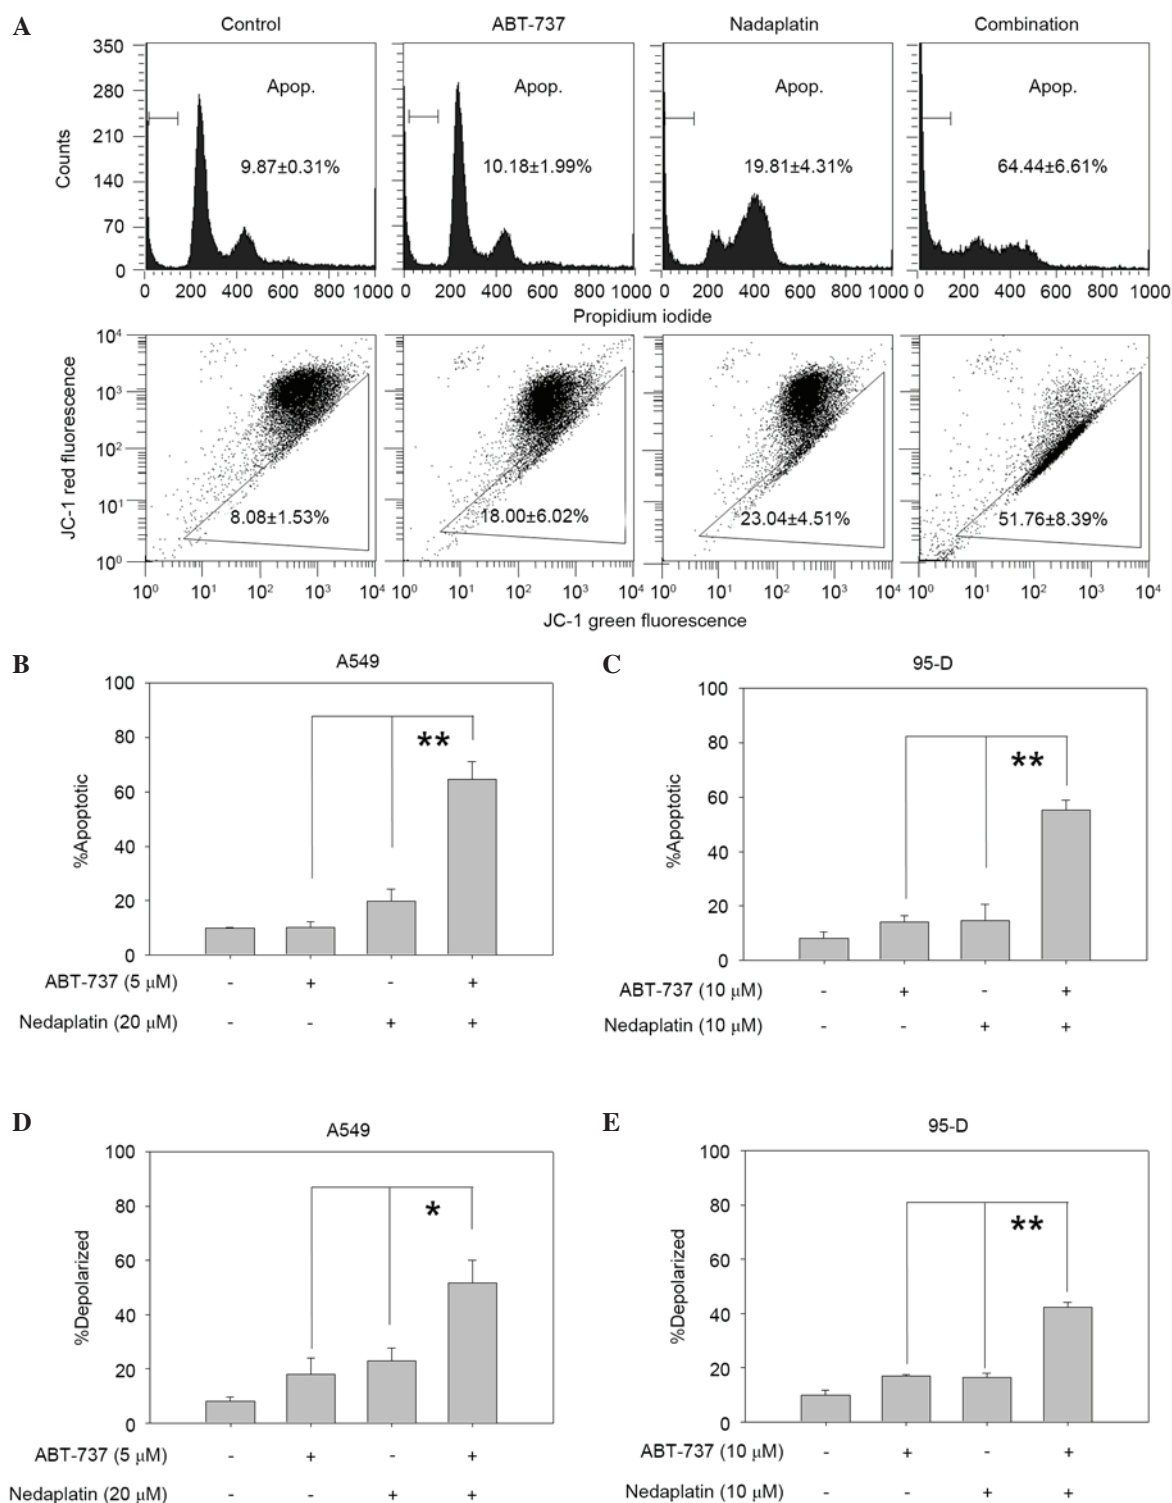 A
Control ABT-737 Nadaplatin Combination
350
280
210
140
70
0
Counts
Apop. Apop. Apop. Apop.
9.87±0.31% 10.18±1.99% 19.81±4.31% 64.44±6.61%
0 200 400 600 800 1000 0 200 400 600 800 1000 0 200 400 600 800 1000 0 200 400 600 800 1000
Propidium iodide
10⁴
10³
10²
10¹
10⁰
JC-1 red fluorescence
8.08±1.53% 18.00±6.02% 23.04±4.51% 51.76±8.39%
10⁰ 10¹ 10² 10³ 10⁴ 10⁰ 10¹ 10² 10³ 10⁴ 10⁰ 10¹ 10² 10³ 10⁴ 10⁰ 10¹ 10² 10³ 10⁴
JC-1 green fluorescence
B
A549
100
80
60
40
20
0
%Apoptotic
**
ABT-737 (5 μM) - + - +
Nedaplatin (20 μM) - - + +
C
95-D
100
80
60
40
20
0
%Apoptotic
**
ABT-737 (10 μM) - + - +
Nedaplatin (10 μM) - - + +
D
A549
100
80
60
40
20
0
%Depolarized
*
ABT-737 (5 μM) - + - +
Nedaplatin (20 μM) - - + +
E
95-D
100
80
60
40
20
0
%Depolarized
**
ABT-737 (10 μM) - + - +
Nedaplatin (10 μM) - - + +